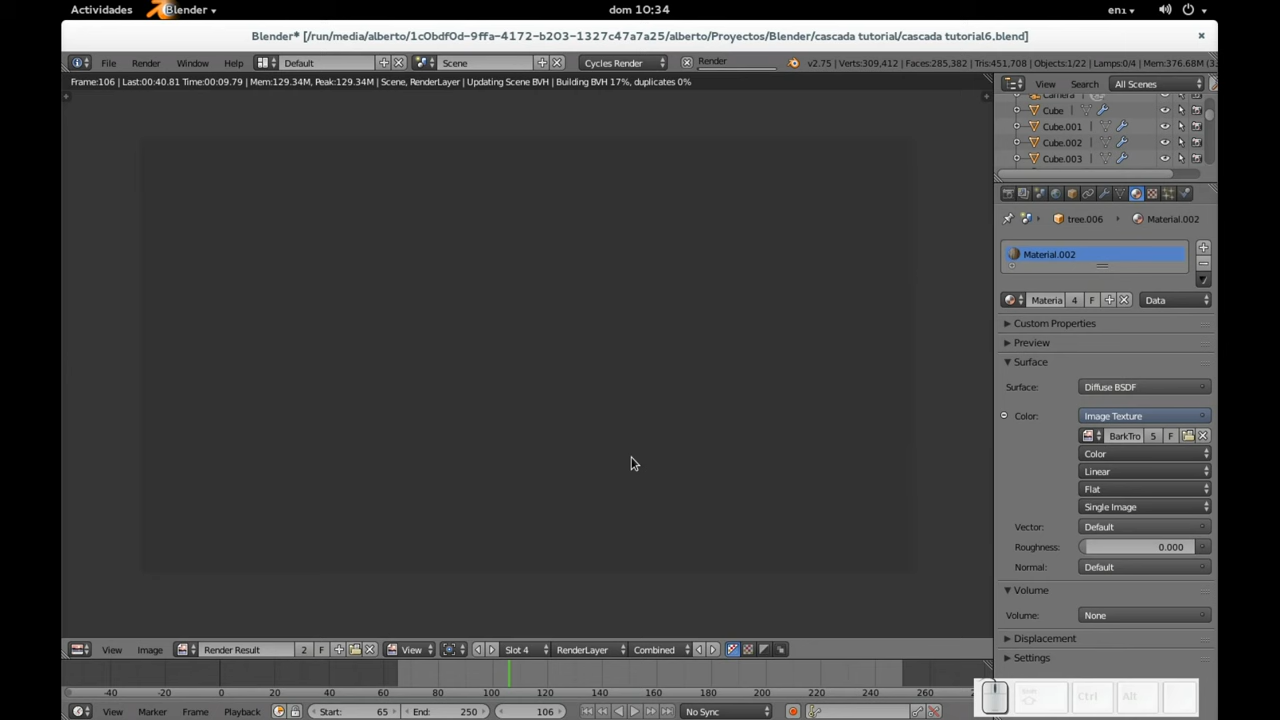 Actividades Blender dom 10:34 en1
Blender* [/run/media/alberto/1c0bdf0d-9ffa-4172-b203-1327c47a7a25/alberto/Proyectos/Blender/cascada tutorial/cascada tutorial6.blend]
File Render Window Help Default Scene Cycles Render Render v2.75 | Verts:309,412 | Faces:285,382 | Tris:451,708 | Objects:1/22 | Lamps:0/4 | Mem:376.68M (3
Frame:106 | Last:00:40.81 Time:00:09.79 | Mem:129.34M, Peak:129.34M | Scene, RenderLayer | Updating Scene BVH | Building BVH 17%, duplicates 0%
View Search All Scenes
Camera
Cube
Cube.001
Cube.002
Cube.003
tree.006 Material.002
Material.002
Materia 4 F Data
Custom Properties
Preview
Surface
Surface: Diffuse BSDF
Color: Image Texture
BarkTro 5 F
Color
Linear
Flat
Single Image
Vector: Default
Roughness: 0.000
Normal: Default
Volume
Volume: None
Displacement
Settings
View Image Render Result 2 F View Slot 4 RenderLayer Combined
-40 -20 0 20 40 60 80 100 120 140 160 180 200 220 240 260
View Marker Frame Playback Start: 65 End: 250 106 No Sync
Ctrl Alt